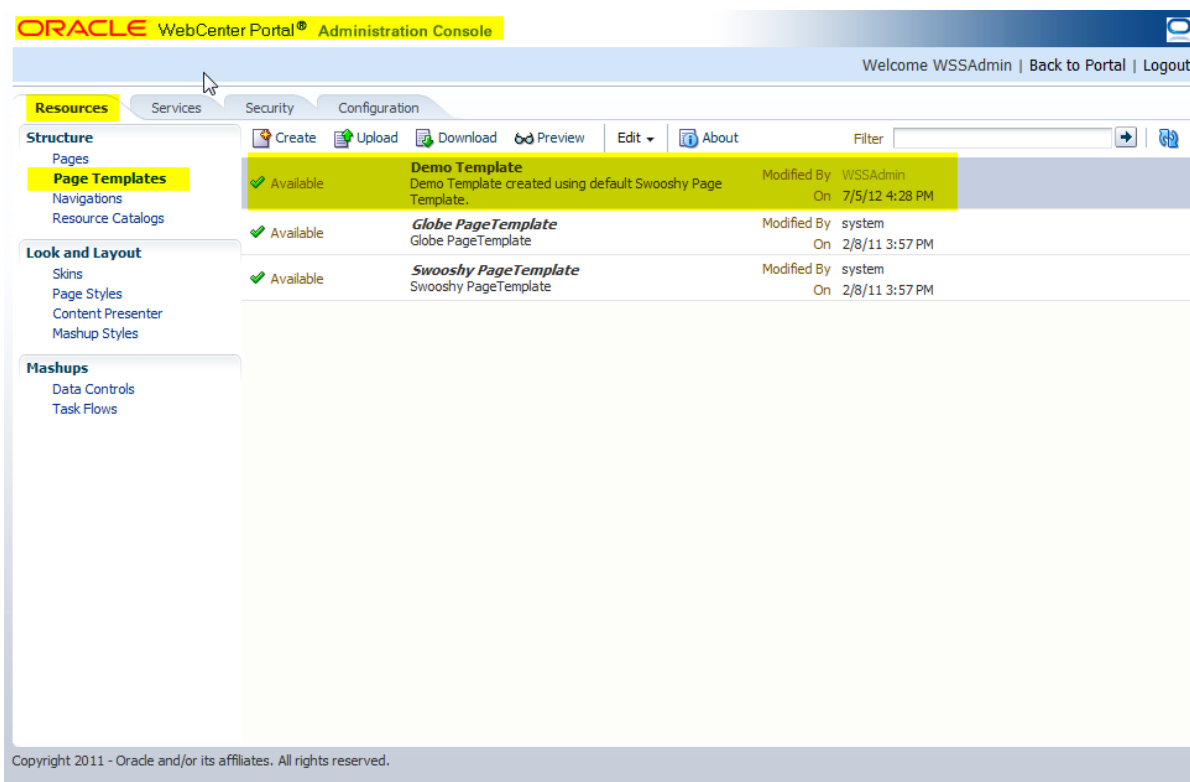 ORACLE WebCenter Portal® Administration Console
Welcome WSSAdmin | Back to Portal | Logout
Resources Services Security Configuration
Structure
Pages
Page Templates
Navigations
Resource Catalogs
Look and Layout
Skins
Page Styles
Content Presenter
Mashup Styles
Mashups
Data Controls
Task Flows
Create Upload Download Preview Edit About Filter
Available
Demo Template
Demo Template created using default Swooshy Page
Template.
Modified By WSSAdmin
On 7/5/12 4:28 PM
Available
Globe PageTemplate
Globe PageTemplate
Modified By system
On 2/8/11 3:57 PM
Available
Swooshy PageTemplate
Swooshy PageTemplate
Modified By system
On 2/8/11 3:57 PM
Copyright 2011 - Oracle and/or its affiliates. All rights reserved.